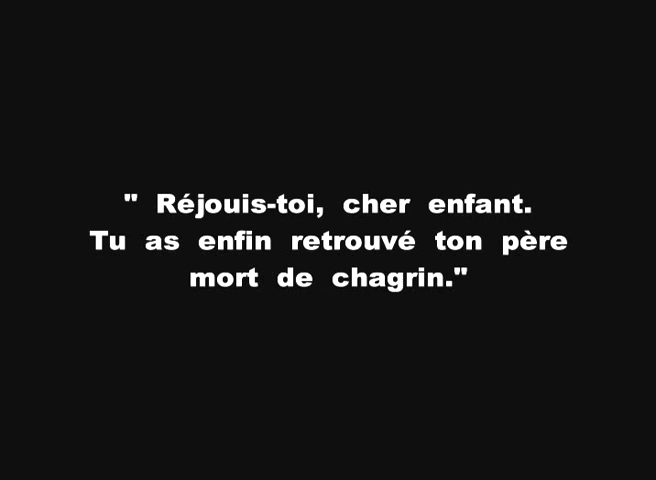 " Réjouis-toi, cher enfant.
Tu as enfin retrouvé ton père
mort de chagrin."